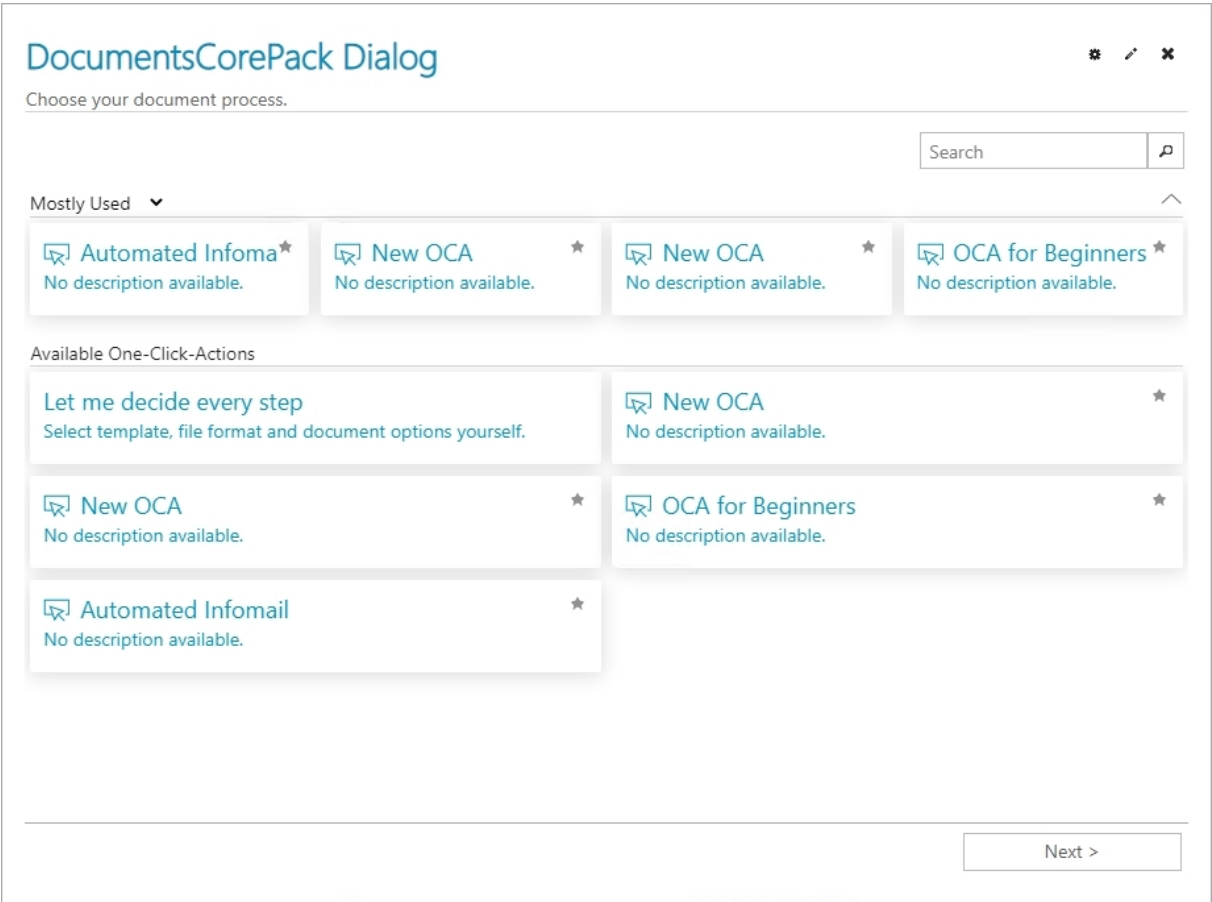 DocumentsCorePack Dialog
Choose your document process.
Search
Mostly Used
Automated Infoma
No description available.
New OCA
No description available.
New OCA
No description available.
OCA for Beginners
No description available.
Available One-Click-Actions
Let me decide every step
Select template, file format and document options yourself.
New OCA
No description available.
New OCA
No description available.
OCA for Beginners
No description available.
Automated Infomail
No description available.
Next >